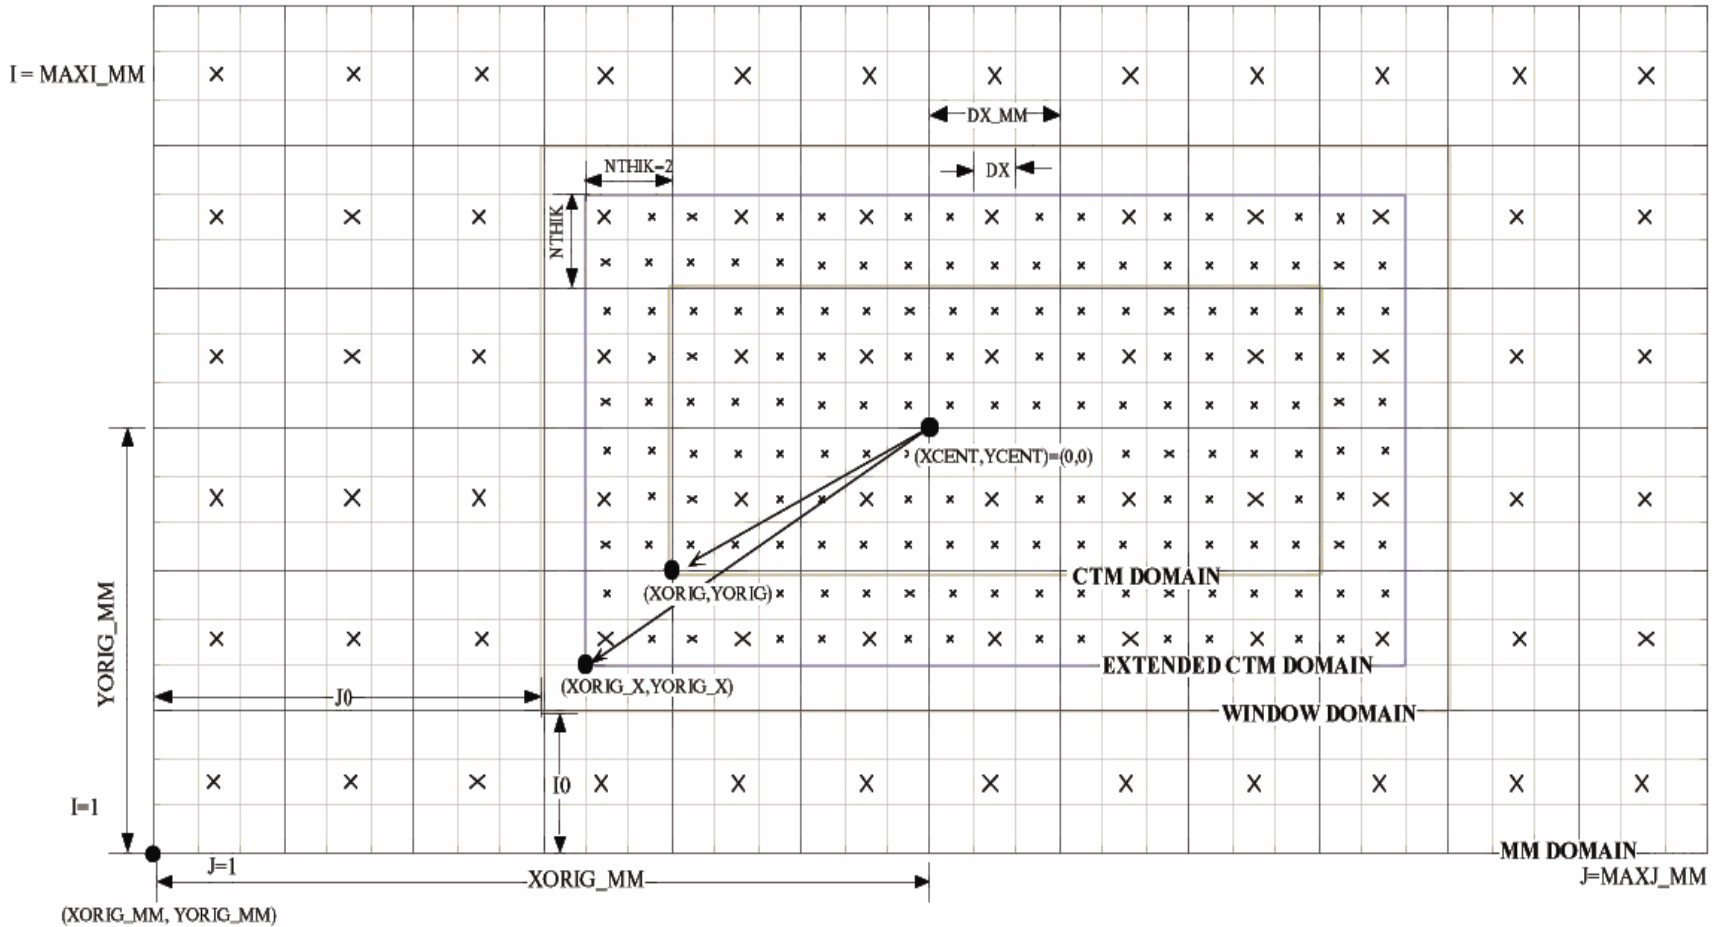 I = MAXI_MM
DX_MM
NTHIK=2
DX
NTHIK
(XCENT,YCENT)=(0,0)
CTM DOMAIN
(XORIG,YORIG)
YORIG_MM
EXTENDED CTM DOMAIN
(XORIG_X,YORIG_X)
J0
WINDOW DOMAIN
I0
I=1
MM DOMAIN
J=1
XORIG_MM
J=MAXJ_MM
(XORIG_MM, YORIG_MM)